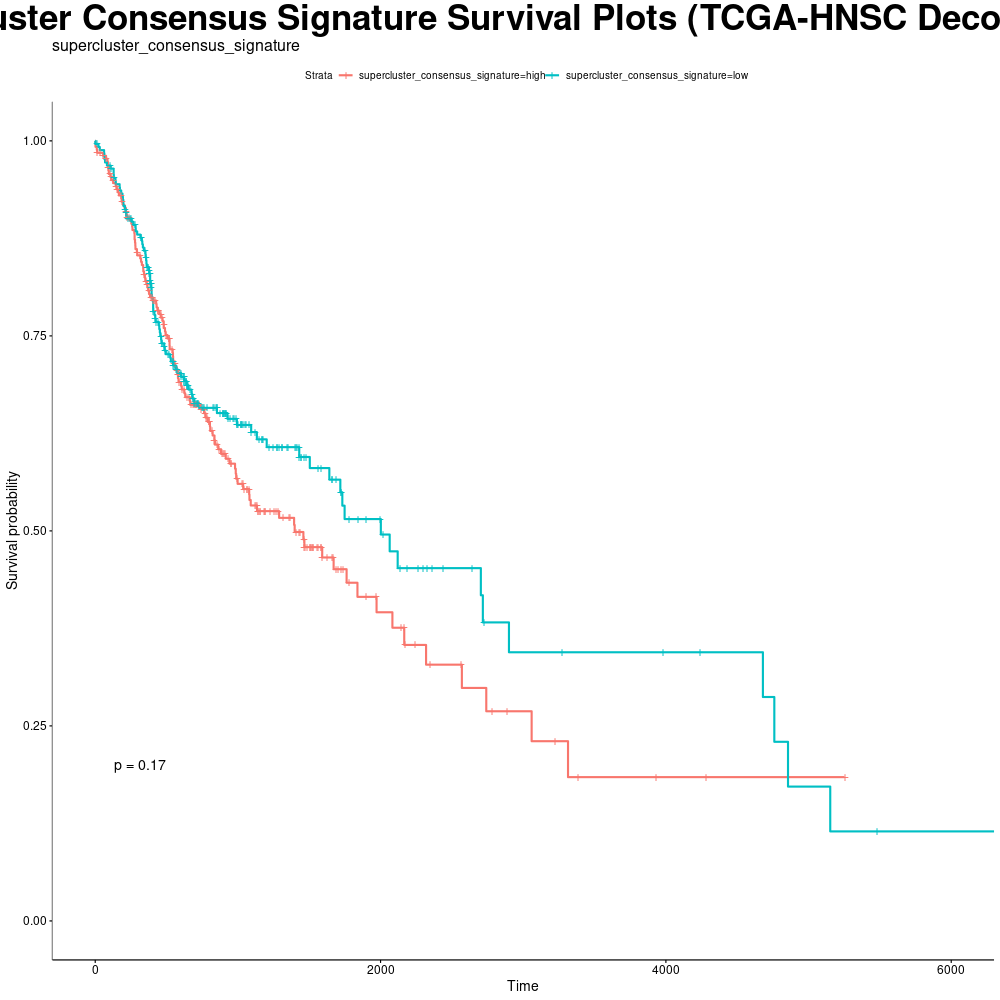 uster Consensus Signature Survival Plots (TCGA-HNSC Deco
supercluster_consensus_signature
Strata supercluster_consensus_signature=high supercluster_consensus_signature=low
1.00
0.75
0.50
0.25
0.00
Survival probability
p = 0.17
0 2000 4000 6000
Time